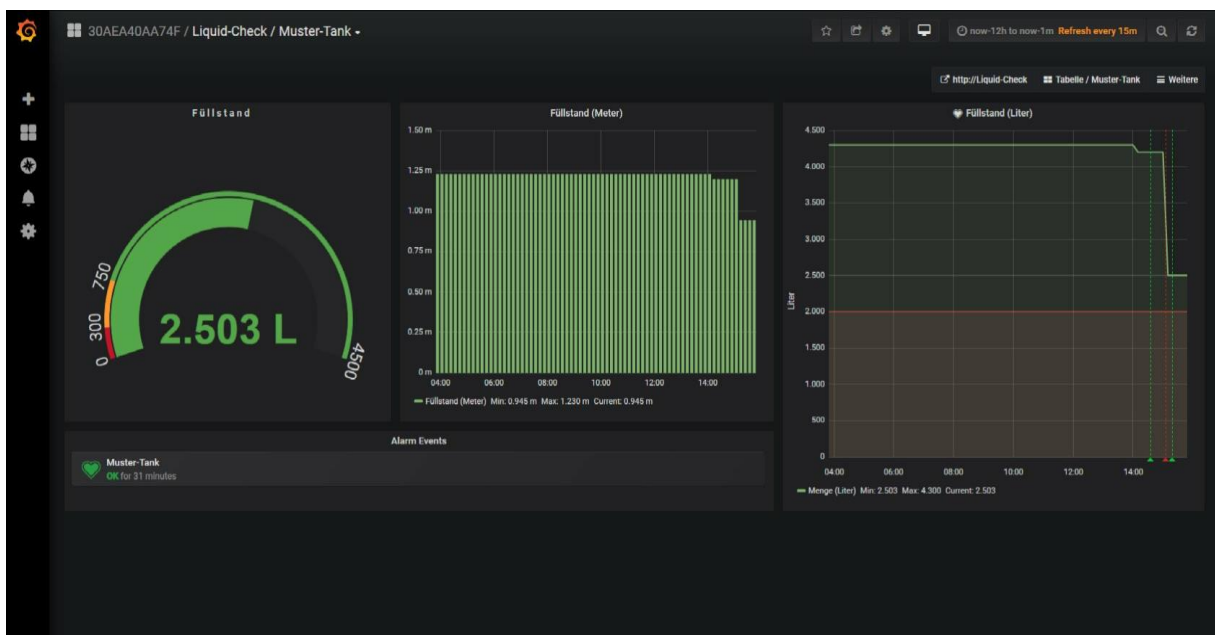 30AEA40AA74F / Liquid-Check / Muster-Tank
now-12h to now-1m Refresh every 15m
http://Liquid-Check Tabelle / Muster-Tank Weitere
Füllstand
0
300
750
4500
2.503 L
Füllstand (Meter)
1.50 m
1.25 m
1.00 m
0.75 m
0.50 m
0.25 m
0 m
04:00 06:00 08:00 10:00 12:00 14:00
Füllstand (Meter) Min: 0.945 m Max: 1.230 m Current: 0.945 m
Füllstand (Liter)
Liter
4.500
4.000
3.500
3.000
2.500
2.000
1.500
1.000
500
0
04:00 06:00 08:00 10:00 12:00 14:00
Menge (Liter) Min: 2.503 Max: 4.300 Current: 2.503
Alarm Events
Muster-Tank
OK for 31 minutes